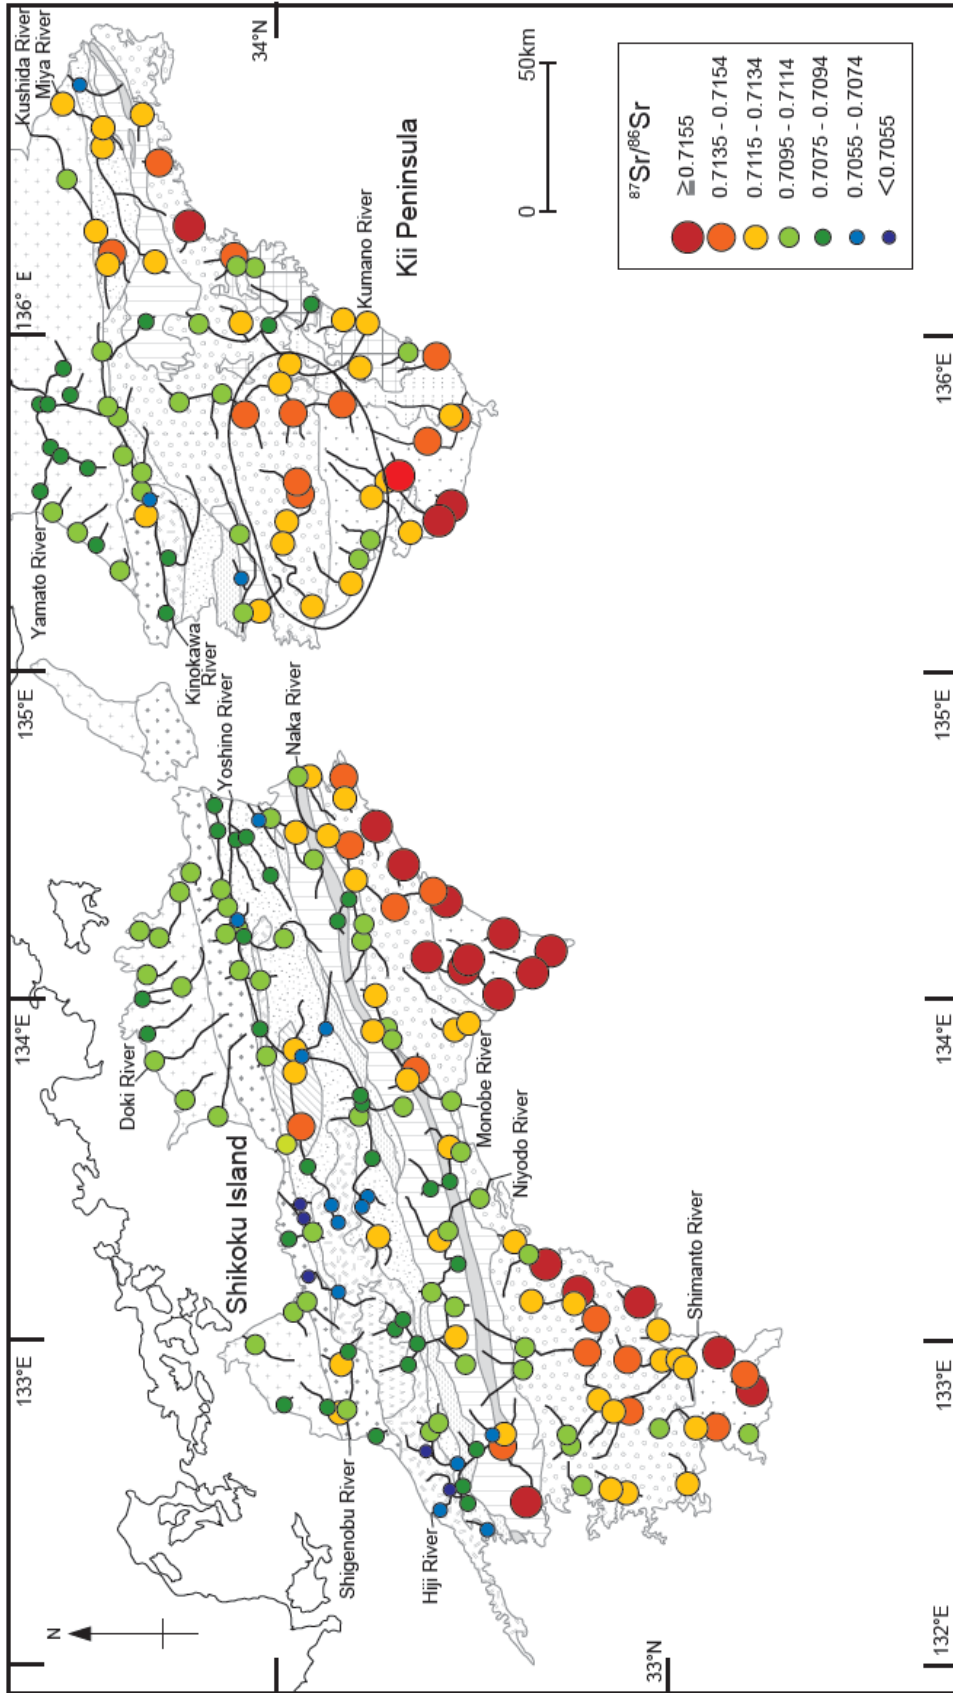 132°E
133°E
134°E
135°E
136° E
34°N
33°N
132°E
133°E
134°E
135°E
136°E
N
Shikoku Island
Kii Peninsula
Hiji River
Shigenobu River
Doki River
Yoshino River
Naka River
Monobe River
Niyodo River
Shimanto River
Yamato River
Kinokawa
River
Kushida River
Miya River
Kumano River
0
50km
87Sr/86Sr
≧0.7155
0.7135 - 0.7154
0.7115 - 0.7134
0.7095 - 0.7114
0.7075 - 0.7094
0.7055 - 0.7074
<0.7055